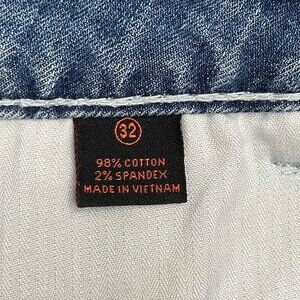 32
98% COTTON
2% SPANDEX
MADE IN VIETNAM